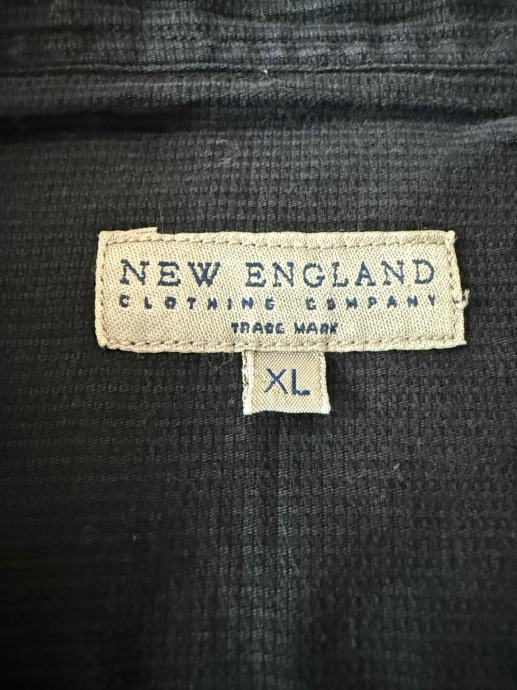 NEW ENGLAND
CLOTHING COMPANY
TRADE MARK
XL